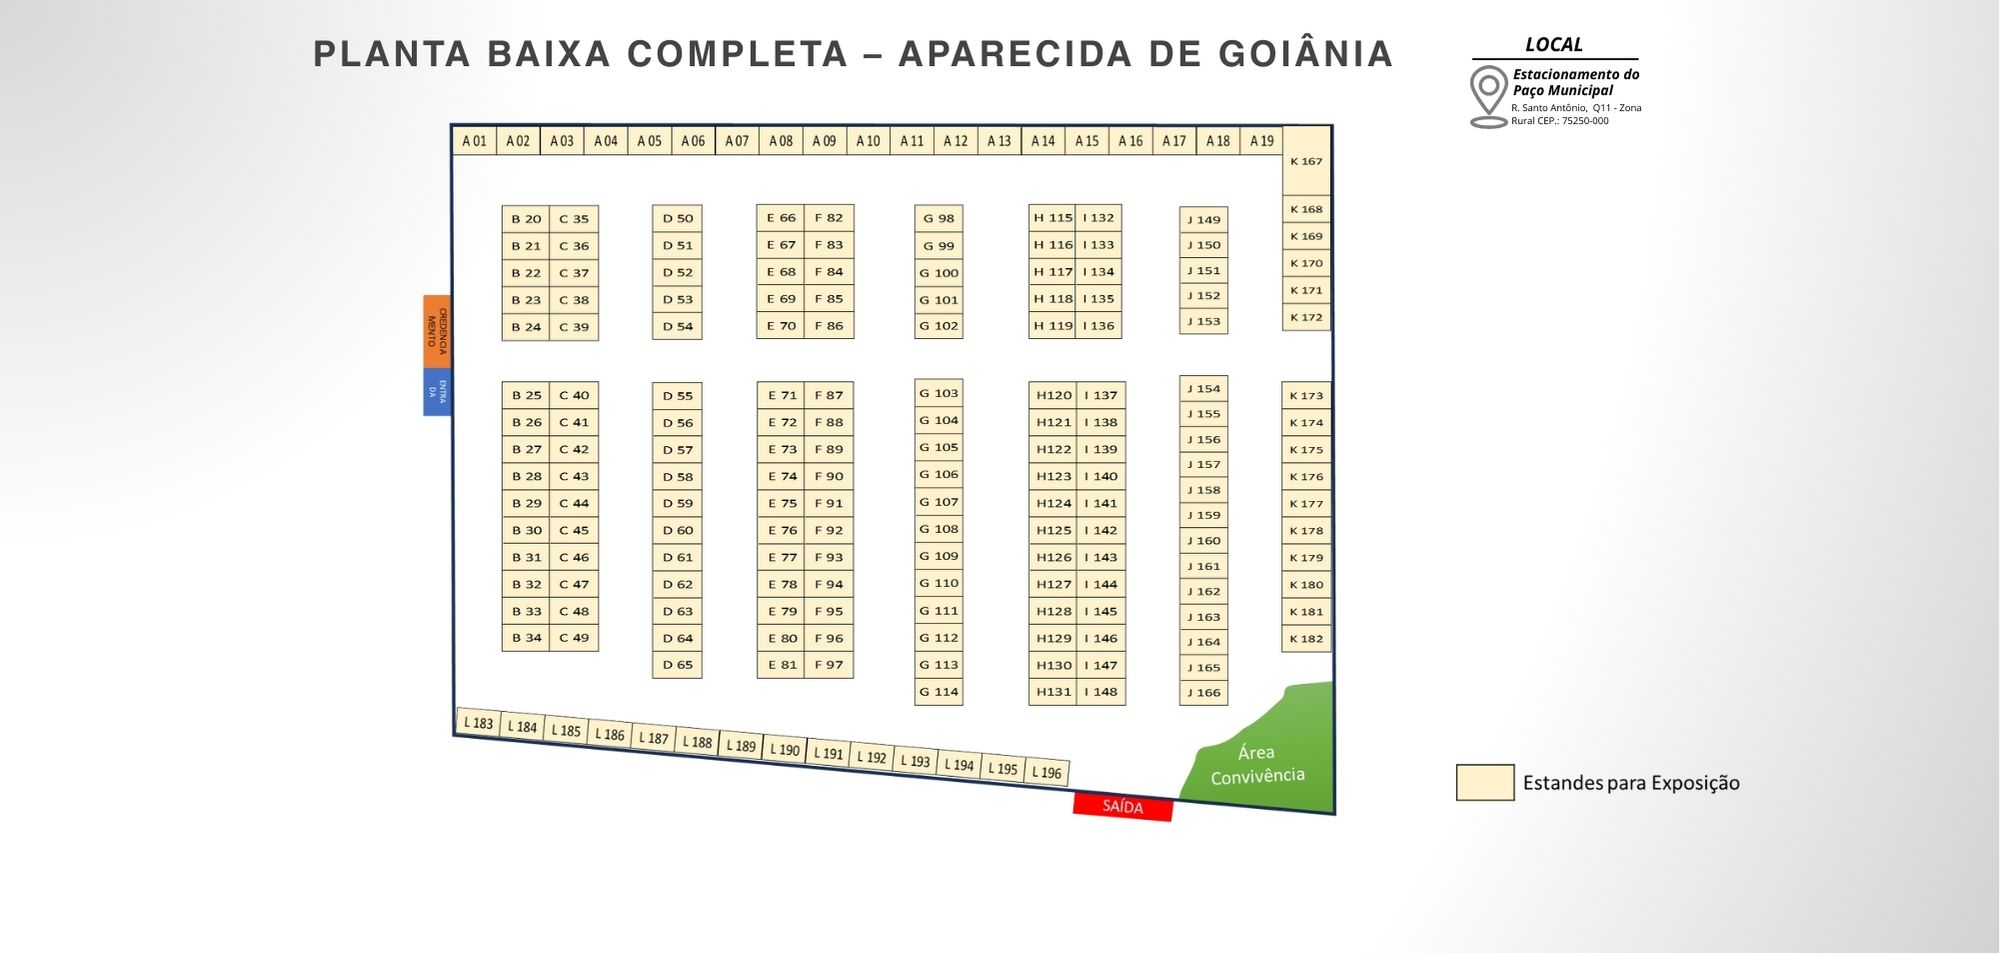 PLANTA BAIXA COMPLETA – APARECIDA DE GOIÂNIA
LOCAL
Estacionamento do
Paço Municipal
R. Santo Antônio, Q11 - Zona
Rural CEP.: 75250-000
A 01 A 02 A 03 A 04 A 05 A 06 A 07 A 08 A 09 A 10 A 11 A 12 A 13 A 14 A 15 A 16 A 17 A 18 A 19
K 167
K 168
K 169
K 170
K 171
K 172
B 20 C 35 D 50 E 66 F 82 G 98 H 115 I 132 J 149
B 21 C 36 D 51 E 67 F 83 G 99 H 116 I 133 J 150
B 22 C 37 D 52 E 68 F 84 G 100 H 117 I 134 J 151
B 23 C 38 D 53 E 69 F 85 G 101 H 118 I 135 J 152
B 24 C 39 D 54 E 70 F 86 G 102 H 119 I 136 J 153
CREDENCIA
MENTO
ENTRA
DA
B 25 C 40 D 55 E 71 F 87 G 103 H120 I 137 J 154 K 173
B 26 C 41 D 56 E 72 F 88 G 104 H121 I 138 J 155 K 174
B 27 C 42 D 57 E 73 F 89 G 105 H122 I 139 J 156 K 175
B 28 C 43 D 58 E 74 F 90 G 106 H123 I 140 J 157 K 176
B 29 C 44 D 59 E 75 F 91 G 107 H124 I 141 J 158 K 177
B 30 C 45 D 60 E 76 F 92 G 108 H125 I 142 J 159 K 178
B 31 C 46 D 61 E 77 F 93 G 109 H126 I 143 J 160 K 179
B 32 C 47 D 62 E 78 F 94 G 110 H127 I 144 J 161 K 180
B 33 C 48 D 63 E 79 F 95 G 111 H128 I 145 J 162 K 181
B 34 C 49 D 64 E 80 F 96 G 112 H129 I 146 J 163 K 182
D 65 E 81 F 97 G 113 H130 I 147 J 164
G 114 H131 I 148 J 165
J 166
L 183 L 184 L 185 L 186 L 187 L 188 L 189 L 190 L 191 L 192 L 193 L 194 L 195 L 196
Área
Convivência
SAÍDA
Estandes para Exposição